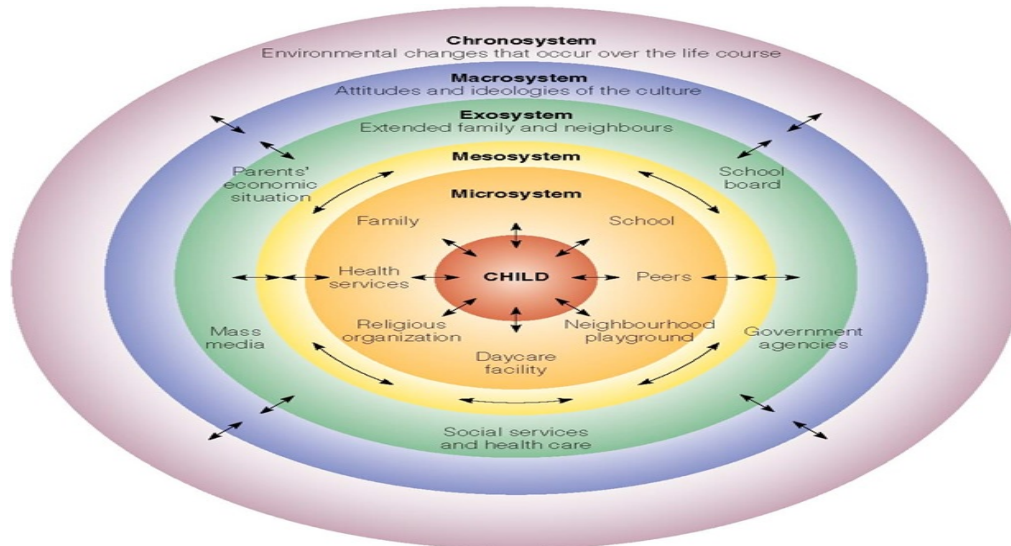 Chronosystem
Environmental changes that occur over the life course
Macrosystem
Attitudes and ideologies of the culture
Exosystem
Extended family and neighbours
Mesosystem
Microsystem
Parents'
economic
situation
School
board
Family
School
Health
services
CHILD
Peers
Religious
organization
Neighbourhood
playground
Mass
media
Government
agencies
Daycare
facility
Social services
and health care